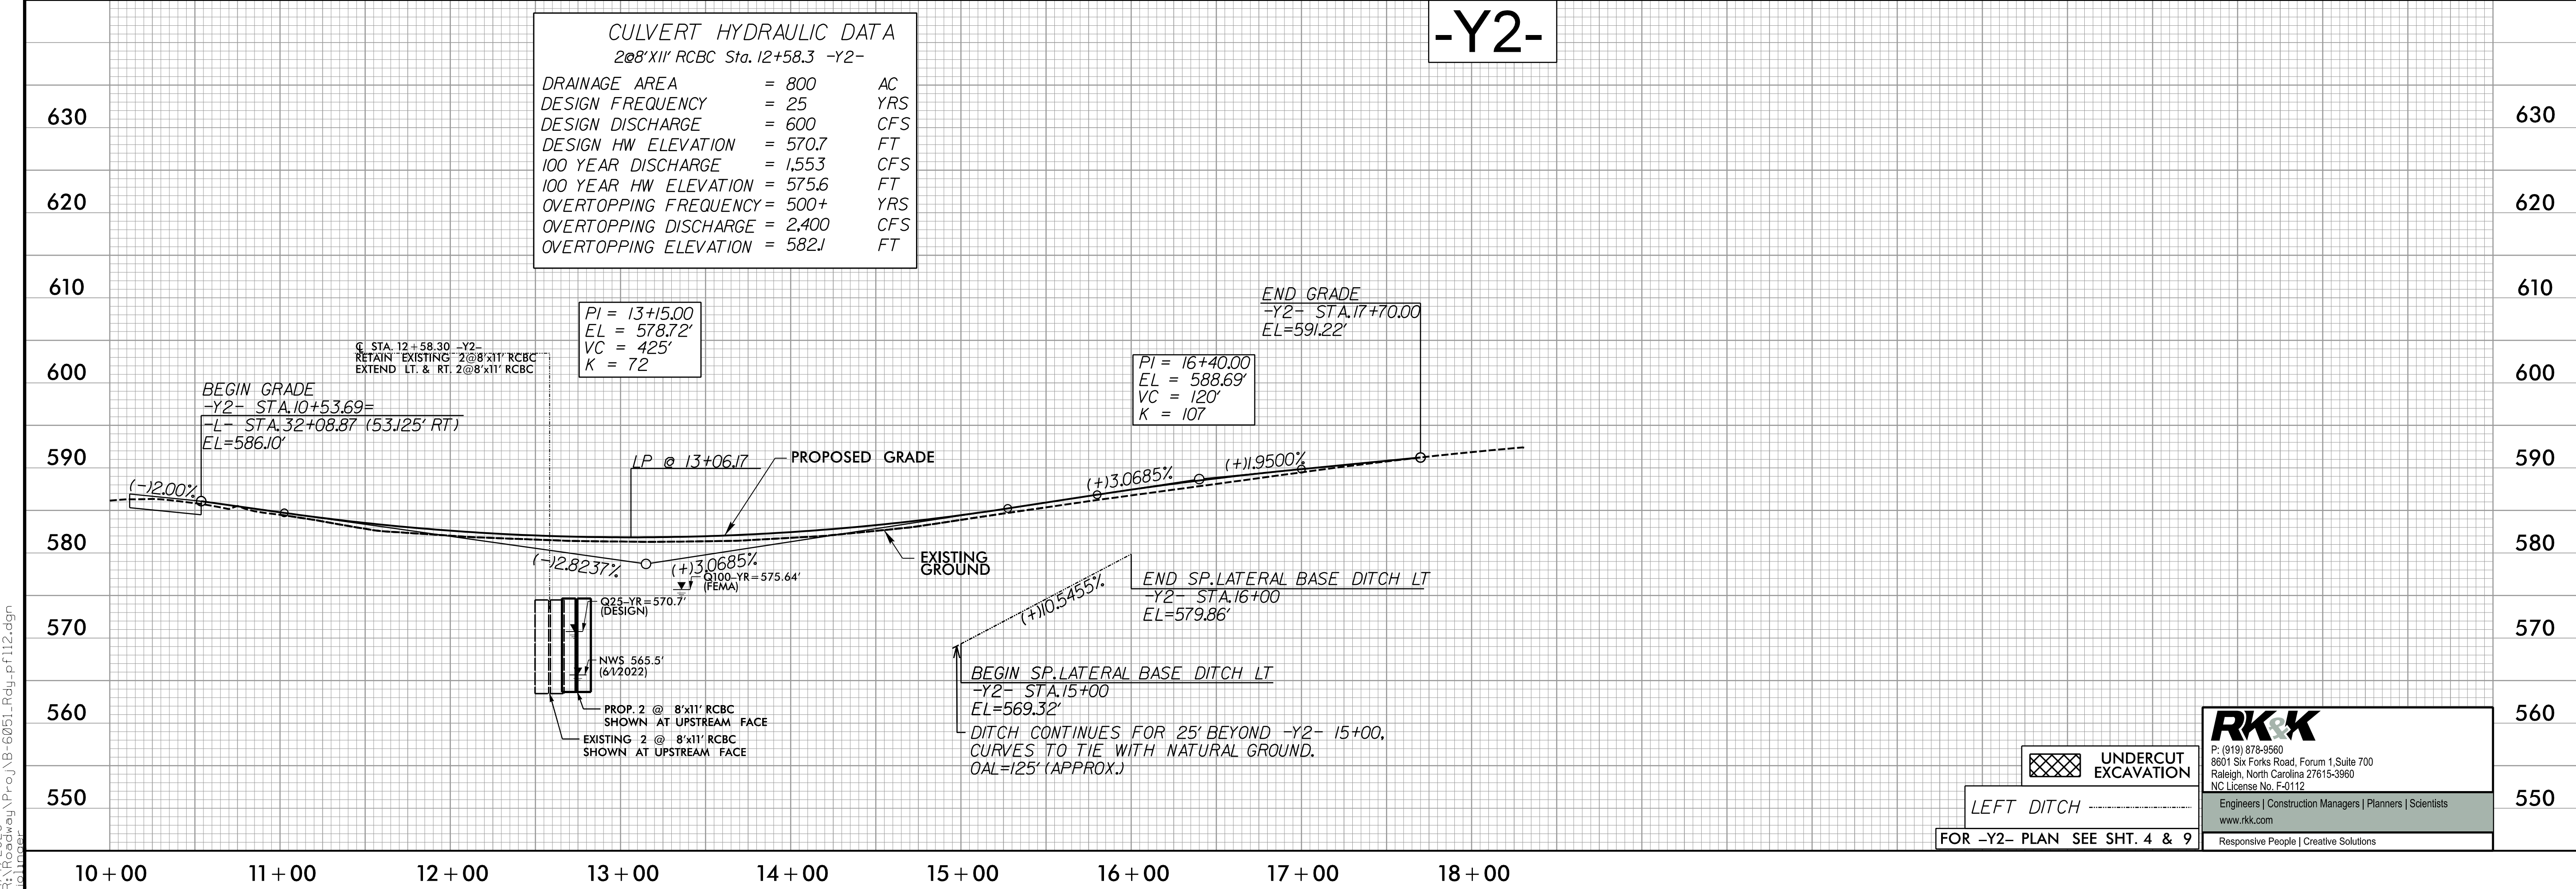 -Y2-
CULVERT HYDRAULIC DATA
2@8'X11' RCBC Sta. 12+58.3 -Y2-
DRAINAGE AREA = 800 AC
DESIGN FREQUENCY = 25 YRS
DESIGN DISCHARGE = 600 CFS
DESIGN HW ELEVATION = 570.7 FT
100 YEAR DISCHARGE = 1,553 CFS
100 YEAR HW ELEVATION = 575.6 FT
OVERTOPPING FREQUENCY = 500+ YRS
OVERTOPPING DISCHARGE = 2,400 CFS
OVERTOPPING ELEVATION = 582.1 FT
630
620
610
600
590
580
570
560
550
630
620
610
600
590
580
570
560
550
PI = 13+15.00
EL = 578.72'
VC = 425'
K = 72
℄ STA. 12+58.30 -Y2-
RETAIN EXISTING 2@8'x11' RCBC
EXTEND LT. & RT. 2@8'x11' RCBC
BEGIN GRADE
-Y2- STA.10+53.69=
-L- STA.32+08.87 (53.125' RT)
EL=586.10'
END GRADE
-Y2- STA.17+70.00
EL=591.22'
PI = 16+40.00
EL = 588.69'
VC = 120'
K = 107
LP @ 13+06.17
PROPOSED GRADE
(-)2.00%
(-)2.8237%
(+)3.0685%
(+)3.0685%
(+)1.9500%
EXISTING
GROUND
Q100-YR=575.64'
(FEMA)
Q25-YR=570.7'
(DESIGN)
NWS 565.5'
(6/1/2022)
PROP. 2 @ 8'x11' RCBC
SHOWN AT UPSTREAM FACE
EXISTING 2 @ 8'x11' RCBC
SHOWN AT UPSTREAM FACE
(+)10.5455%
END SP.LATERAL BASE DITCH LT
-Y2- STA.16+00
EL=579.86'
BEGIN SP.LATERAL BASE DITCH LT
-Y2- STA.15+00
EL=569.32'
DITCH CONTINUES FOR 25' BEYOND -Y2- 15+00,
CURVES TO TIE WITH NATURAL GROUND.
OAL=125' (APPROX.)
UNDERCUT
EXCAVATION
LEFT DITCH
FOR -Y2- PLAN SEE SHT. 4 & 9
RK&K
P: (919) 878-9560
8601 Six Forks Road, Forum 1,Suite 700
Raleigh, North Carolina 27615-3960
NC License No. F-0112
Engineers | Construction Managers | Planners | Scientists
www.rkk.com
Responsive People | Creative Solutions
10+00
11+00
12+00
13+00
14+00
15+00
16+00
17+00
18+00
R:\Roadway\Proj\B-6051_Rdy_pfl12.dgn